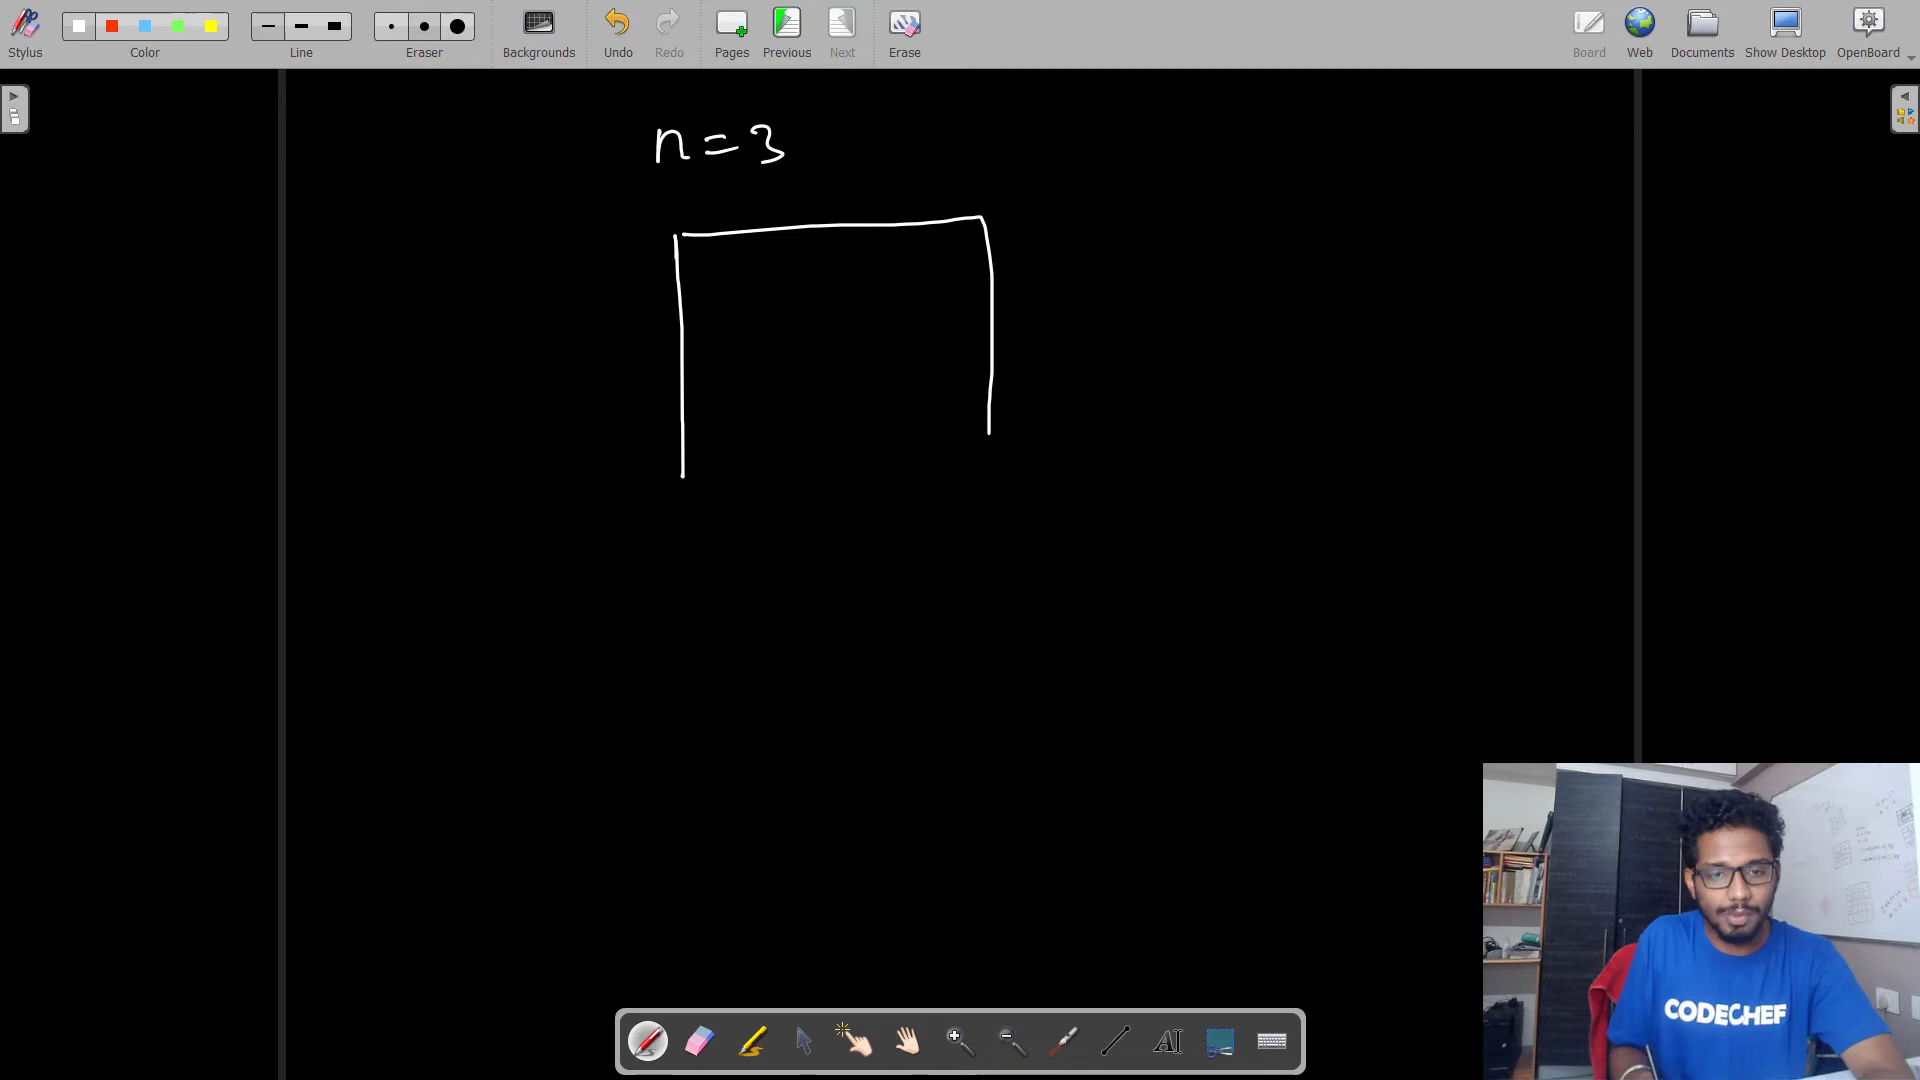 Stylus Color Line Eraser Backgrounds Undo Redo Pages Previous Next Erase Board Web Documents Show Desktop OpenBoard
n = 3
AI
CODECHEF